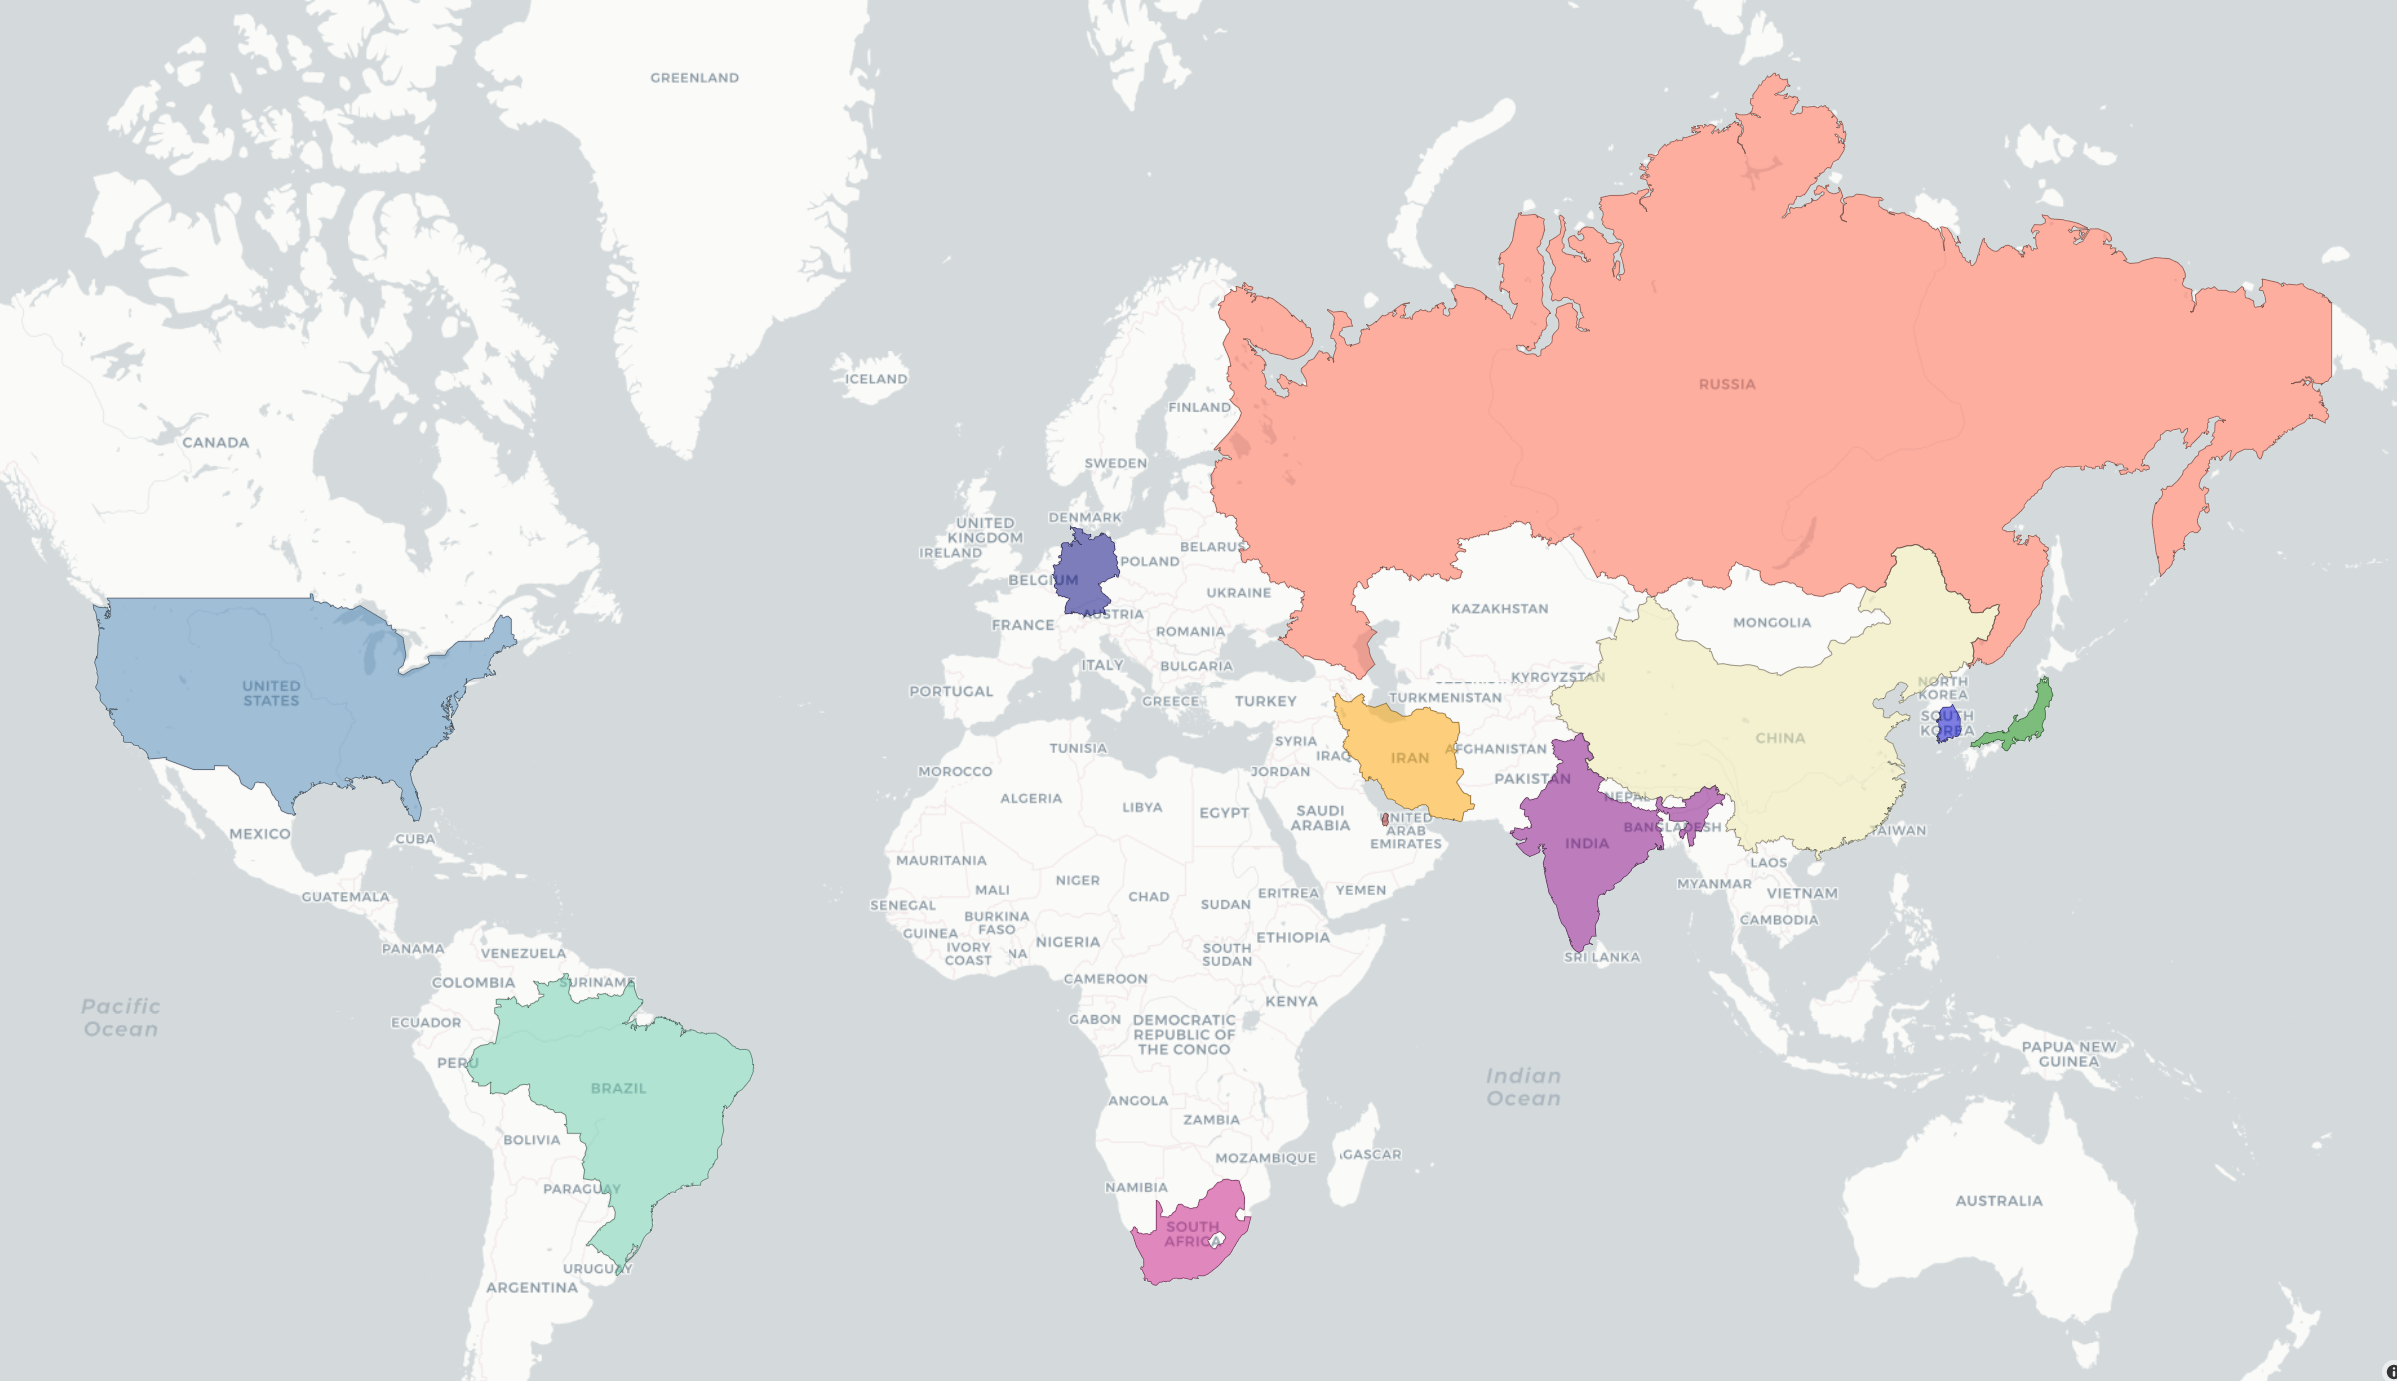 GREENLAND
ICELAND
FINLAND
RUSSIA
CANADA
SWEDEN
DENMARK
UNITED
KINGDOM
IRELAND
BELARUS
POLAND
BELGIUM
UKRAINE
AUSTRIA
FRANCE
KAZAKHSTAN
MONGOLIA
ROMANIA
ITALY
BULGARIA
KYRGYZSTAN
NORTH
KOREA
UNITED
STATES
PORTUGAL
GREECE
TURKEY
TURKMENISTAN
SOUTH
KOREA
TUNISIA
SYRIA
IRAQ
IRAN
AFGHANISTAN
CHINA
MOROCCO
JORDAN
PAKISTAN
ALGERIA
LIBYA
EGYPT
SAUDI
ARABIA
NEPAL
UNITED
ARAB
EMIRATES
BANGLADESH
TAIWAN
MEXICO
CUBA
INDIA
MAURITANIA
LAOS
MALI
NIGER
CHAD
SUDAN
ERITREA
YEMEN
MYANMAR
VIETNAM
GUATEMALA
SENEGAL
BURKINA
FASO
CAMBODIA
GUINEA
IVORY
COAST
NA
NIGERIA
SOUTH
SUDAN
ETHIOPIA
PANAMA
VENEZUELA
SRI LANKA
COLOMBIA
SURINAME
CAMEROON
KENYA
Pacific
Ocean
ECUADOR
GABON
DEMOCRATIC
REPUBLIC OF
THE CONGO
PAPUA NEW
GUINEA
PERU
BRAZIL
Indian
Ocean
ANGOLA
ZAMBIA
BOLIVIA
MOZAMBIQUE
GASCAR
PARAGUAY
NAMIBIA
AUSTRALIA
SOUTH
AFRICA
URUGUAY
ARGENTINA